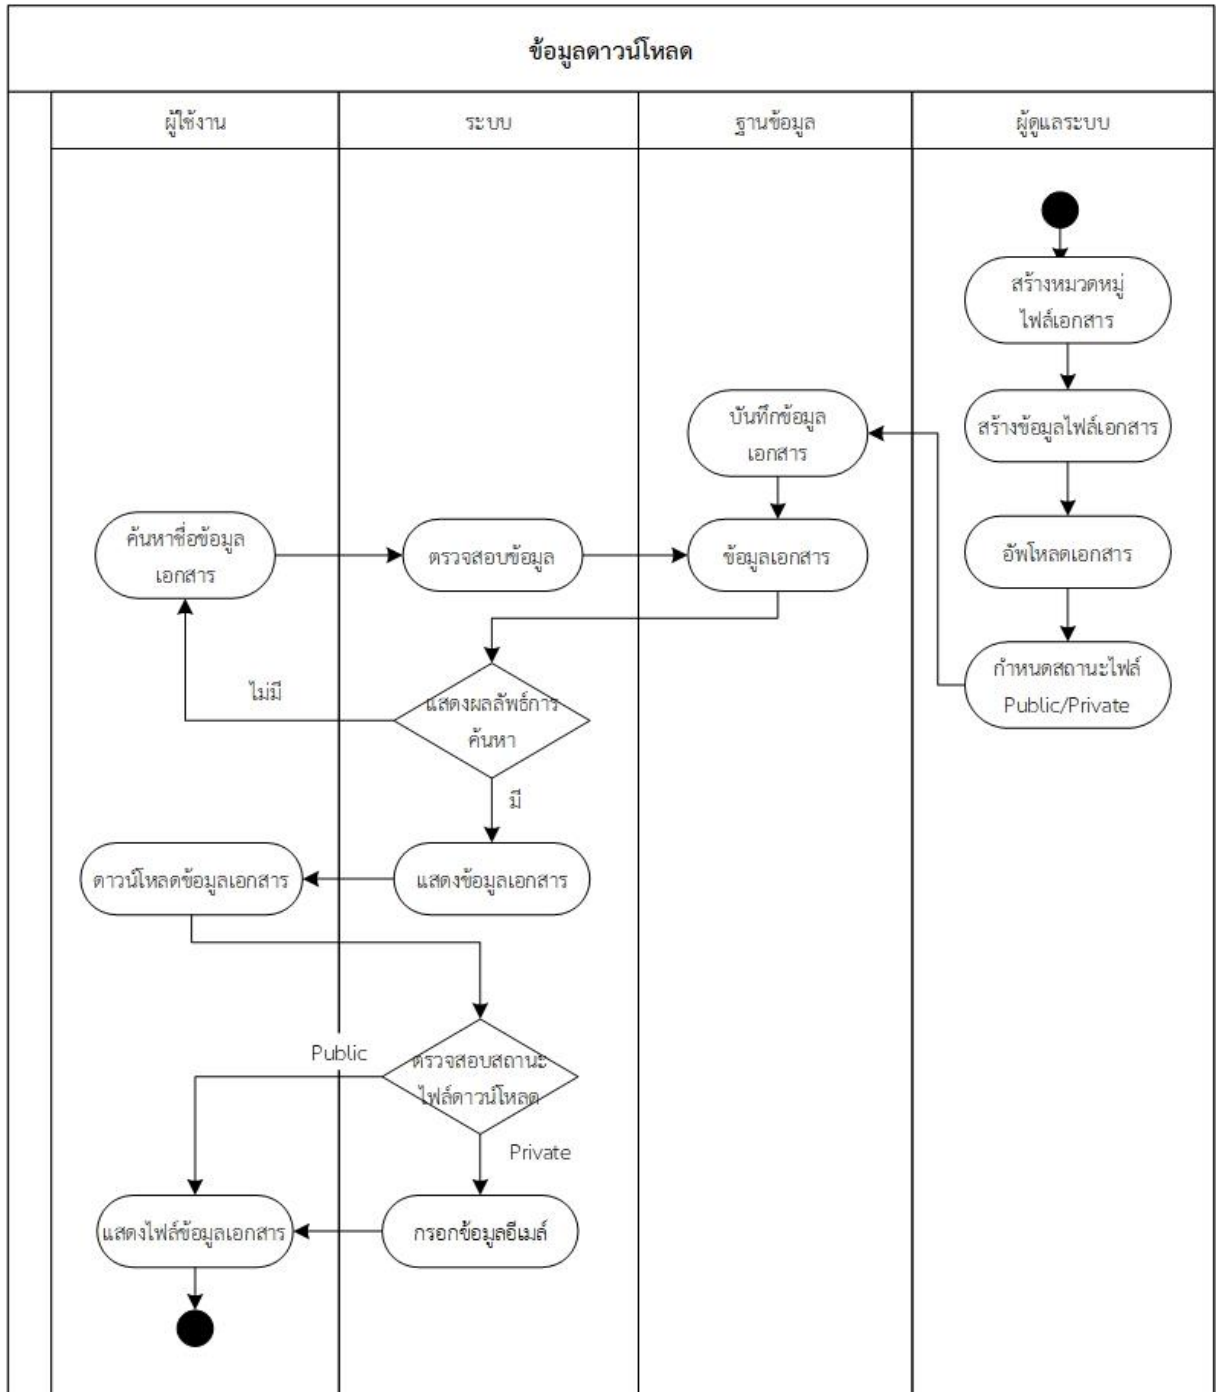 ข้อมูลดาวน์โหลด
ผู้ใช้งาน
ระบบ
ฐานข้อมูล
ผู้ดูแลระบบ
สร้างหมวดหมู่
ไฟล์เอกสาร
บันทึกข้อมูล
เอกสาร
สร้างข้อมูลไฟล์เอกสาร
ค้นหาชื่อข้อมูล
เอกสาร
ตรวจสอบข้อมูล
ข้อมูลเอกสาร
อัพโหลดเอกสาร
กำหนดสถานะไฟล์
Public/Private
ไม่มี
แสดงผลลัพธ์การ
ค้นหา
มี
ดาวน์โหลดข้อมูลเอกสาร
แสดงข้อมูลเอกสาร
Public
ตรวจสอบสถานะ
ไฟล์ดาวน์โหลด
Private
แสดงไฟล์ข้อมูลเอกสาร
กรอกข้อมูลอีเมล์